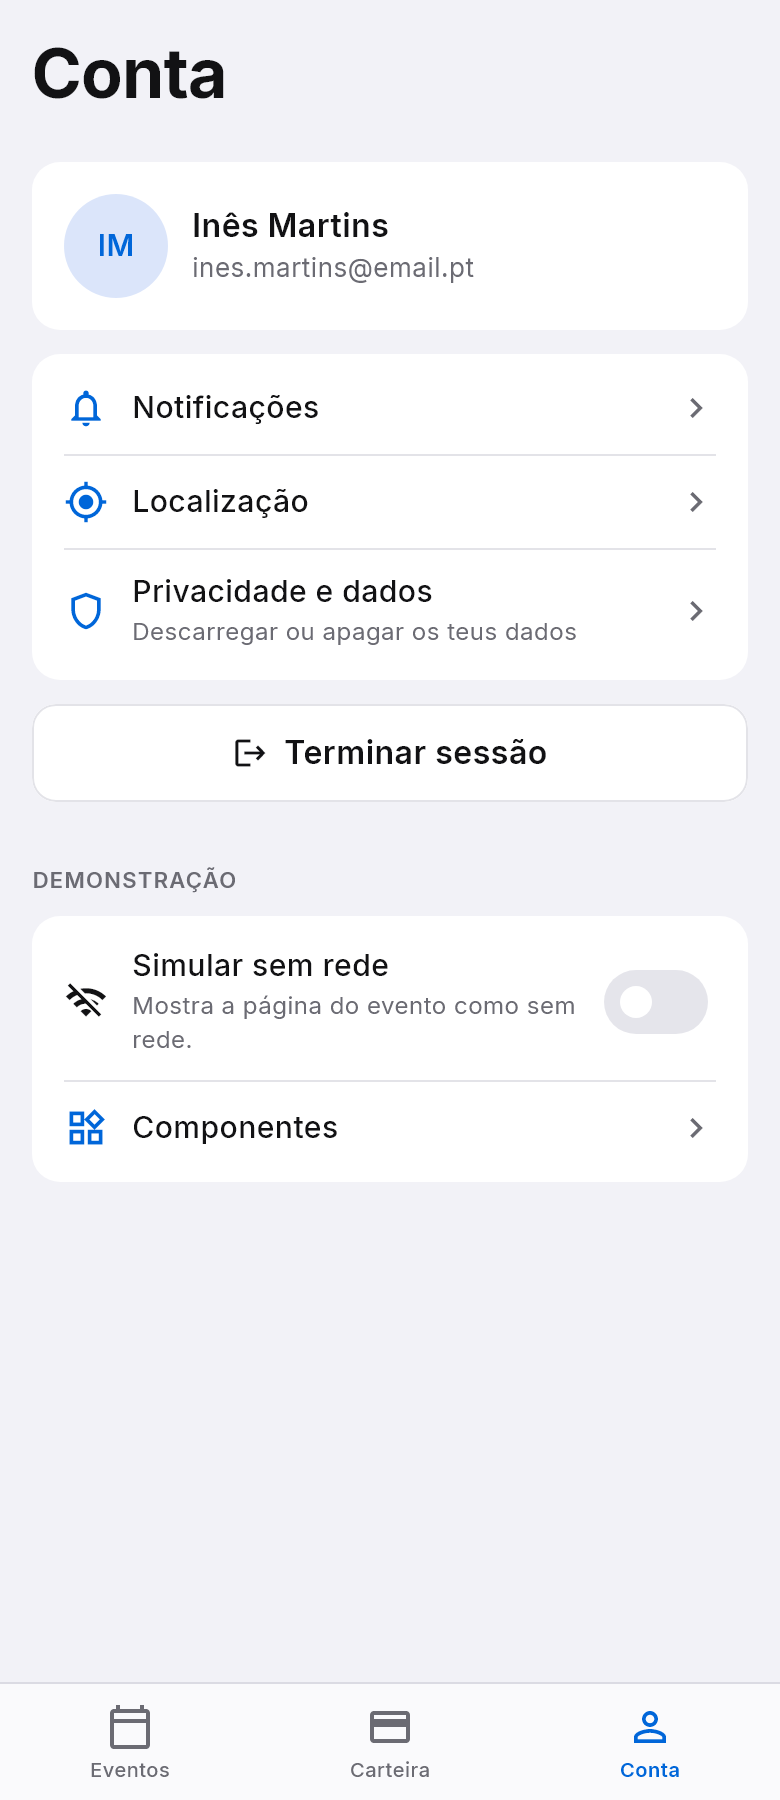 Conta
IM
Inês Martins
ines.martins@email.pt
Notificações
Localização
Privacidade e dados
Descarregar ou apagar os teus dados
Terminar sessão
DEMONSTRAÇÃO
Simular sem rede
Mostra a página do evento como sem
rede.
Componentes
Eventos
Carteira
Conta